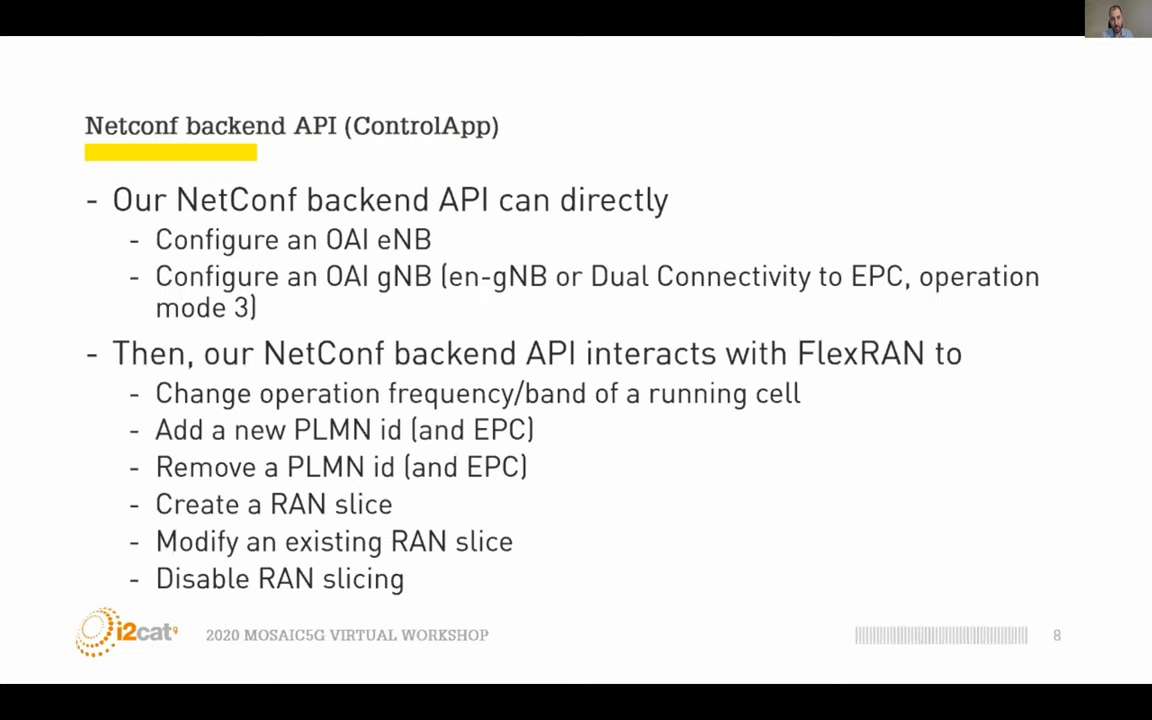 Netconf backend API (ControlApp)
- Our NetConf backend API can directly
- Configure an OAI eNB
- Configure an OAI gNB (en-gNB or Dual Connectivity to EPC, operation
mode 3)
- Then, our NetConf backend API interacts with FlexRAN to
- Change operation frequency/band of a running cell
- Add a new PLMN id (and EPC)
- Remove a PLMN id (and EPC)
- Create a RAN slice
- Modify an existing RAN slice
- Disable RAN slicing
i2cat
2020 MOSAIC5G VIRTUAL WORKSHOP
8